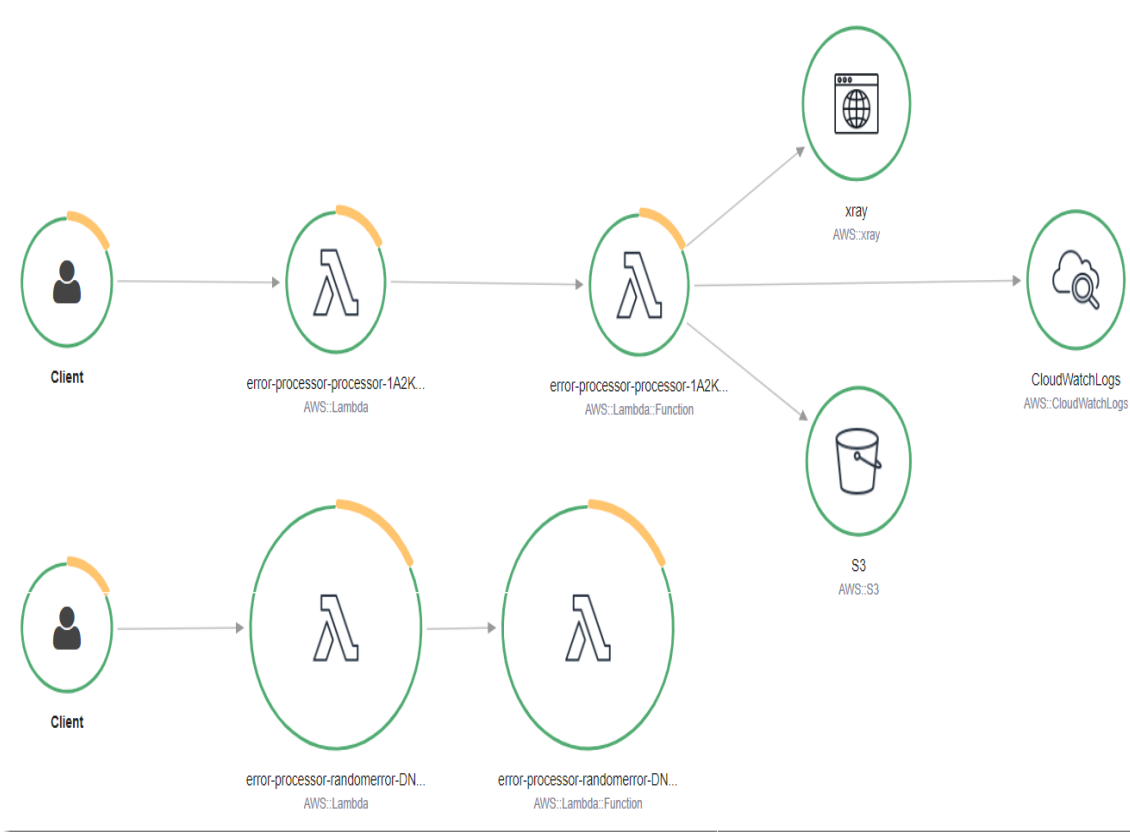 xray
AWS::xray
Client
error-processor-processor-1A2K...
AWS::Lambda
error-processor-processor-1A2K...
AWS::Lambda::Function
CloudWatchLogs
AWS::CloudWatchLogs
S3
AWS::S3
Client
error-processor-randomerror-DN...
AWS::Lambda
error-processor-randomerror-DN...
AWS::Lambda::Function